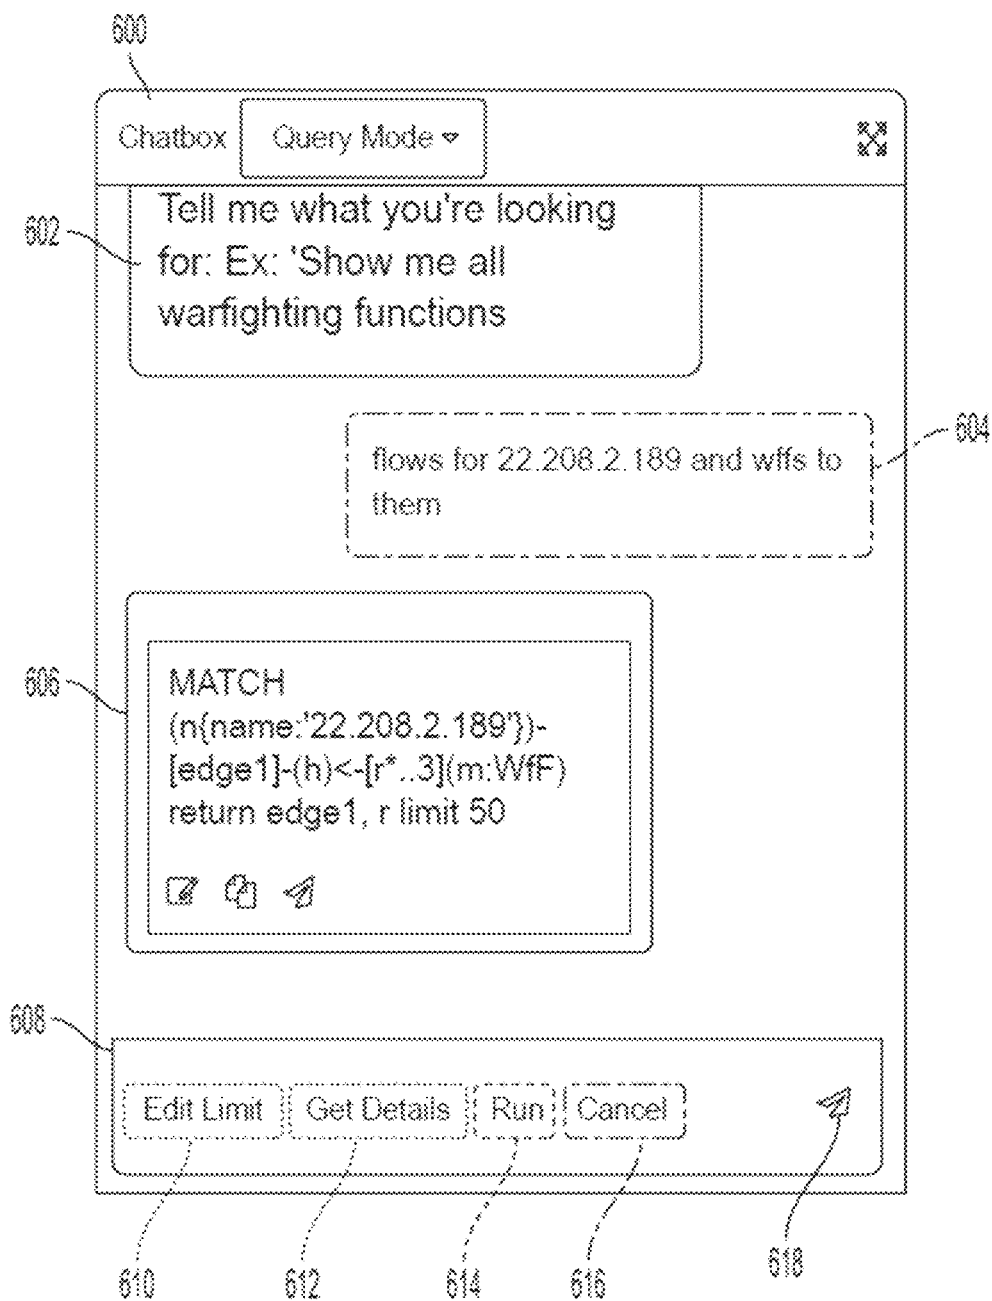 600
Chatbox Query Mode
602
Tell me what you're looking
for: Ex: 'Show me all
warfighting functions
604
flows for 22.208.2.189 and wffs to
them
606
MATCH
(n{name:'22.208.2.189'})-
[edge1]-(h)<-[r*..3](m:WfF)
return edge1, r limit 50
608
Edit Limit Get Details Run Cancel
610 612 614 616 618